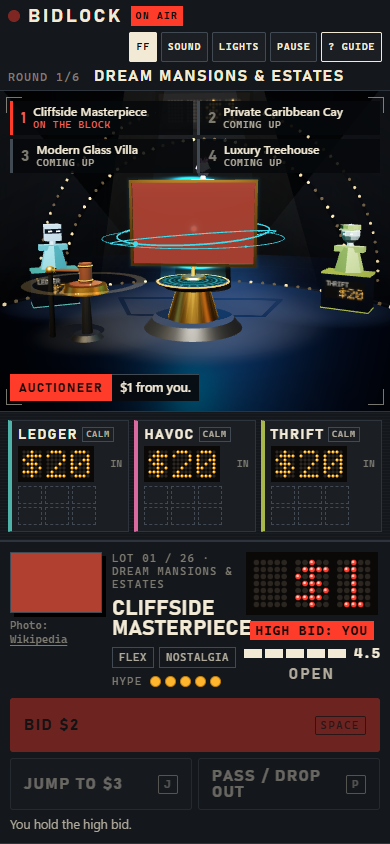 BIDLOCK ON AIR
FF SOUND LIGHTS PAUSE ? GUIDE
ROUND 1/6 DREAM MANSIONS & ESTATES
1 Cliffside Masterpiece
ON THE BLOCK
2 Private Caribbean Cay
COMING UP
3 Modern Glass Villa
COMING UP
4 Luxury Treehouse
COMING UP
THRIFT
$20
AUCTIONEER $1 from you.
LEDGER CALM
$20 IN
HAVOC CALM
$20 IN
THRIFT CALM
$20 IN
Photo:
Wikipedia
LOT 01 / 26 ·
DREAM MANSIONS &
ESTATES
CLIFFSIDE
MASTERPIECE
FLEX NOSTALGIA
HYPE
$1
HIGH BID: YOU
4.5
OPEN
BID $2 SPACE
JUMP TO $3 J
PASS / DROP
OUT P
You hold the high bid.